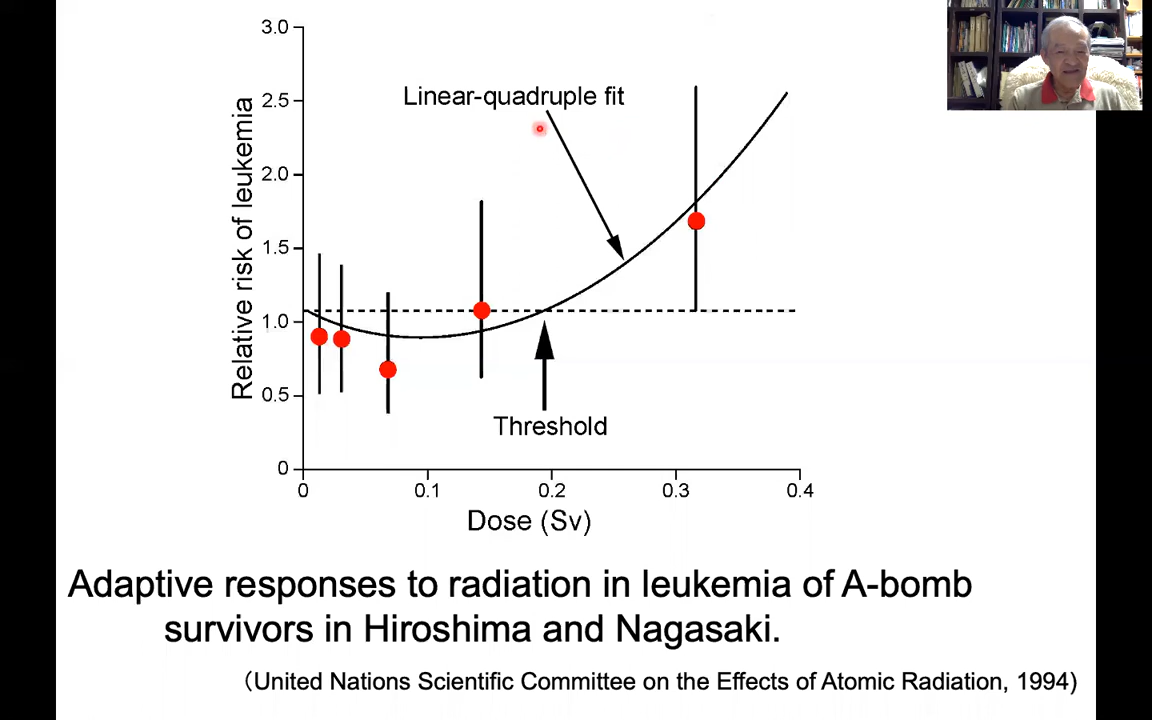 3.0
2.5
2.0
1.5
1.0
0.5
0
Relative risk of leukemia
Linear-quadruple fit
Threshold
0 0.1 0.2 0.3 0.4
Dose (Sv)
Adaptive responses to radiation in leukemia of A-bomb
survivors in Hiroshima and Nagasaki.
（United Nations Scientific Committee on the Effects of Atomic Radiation, 1994)